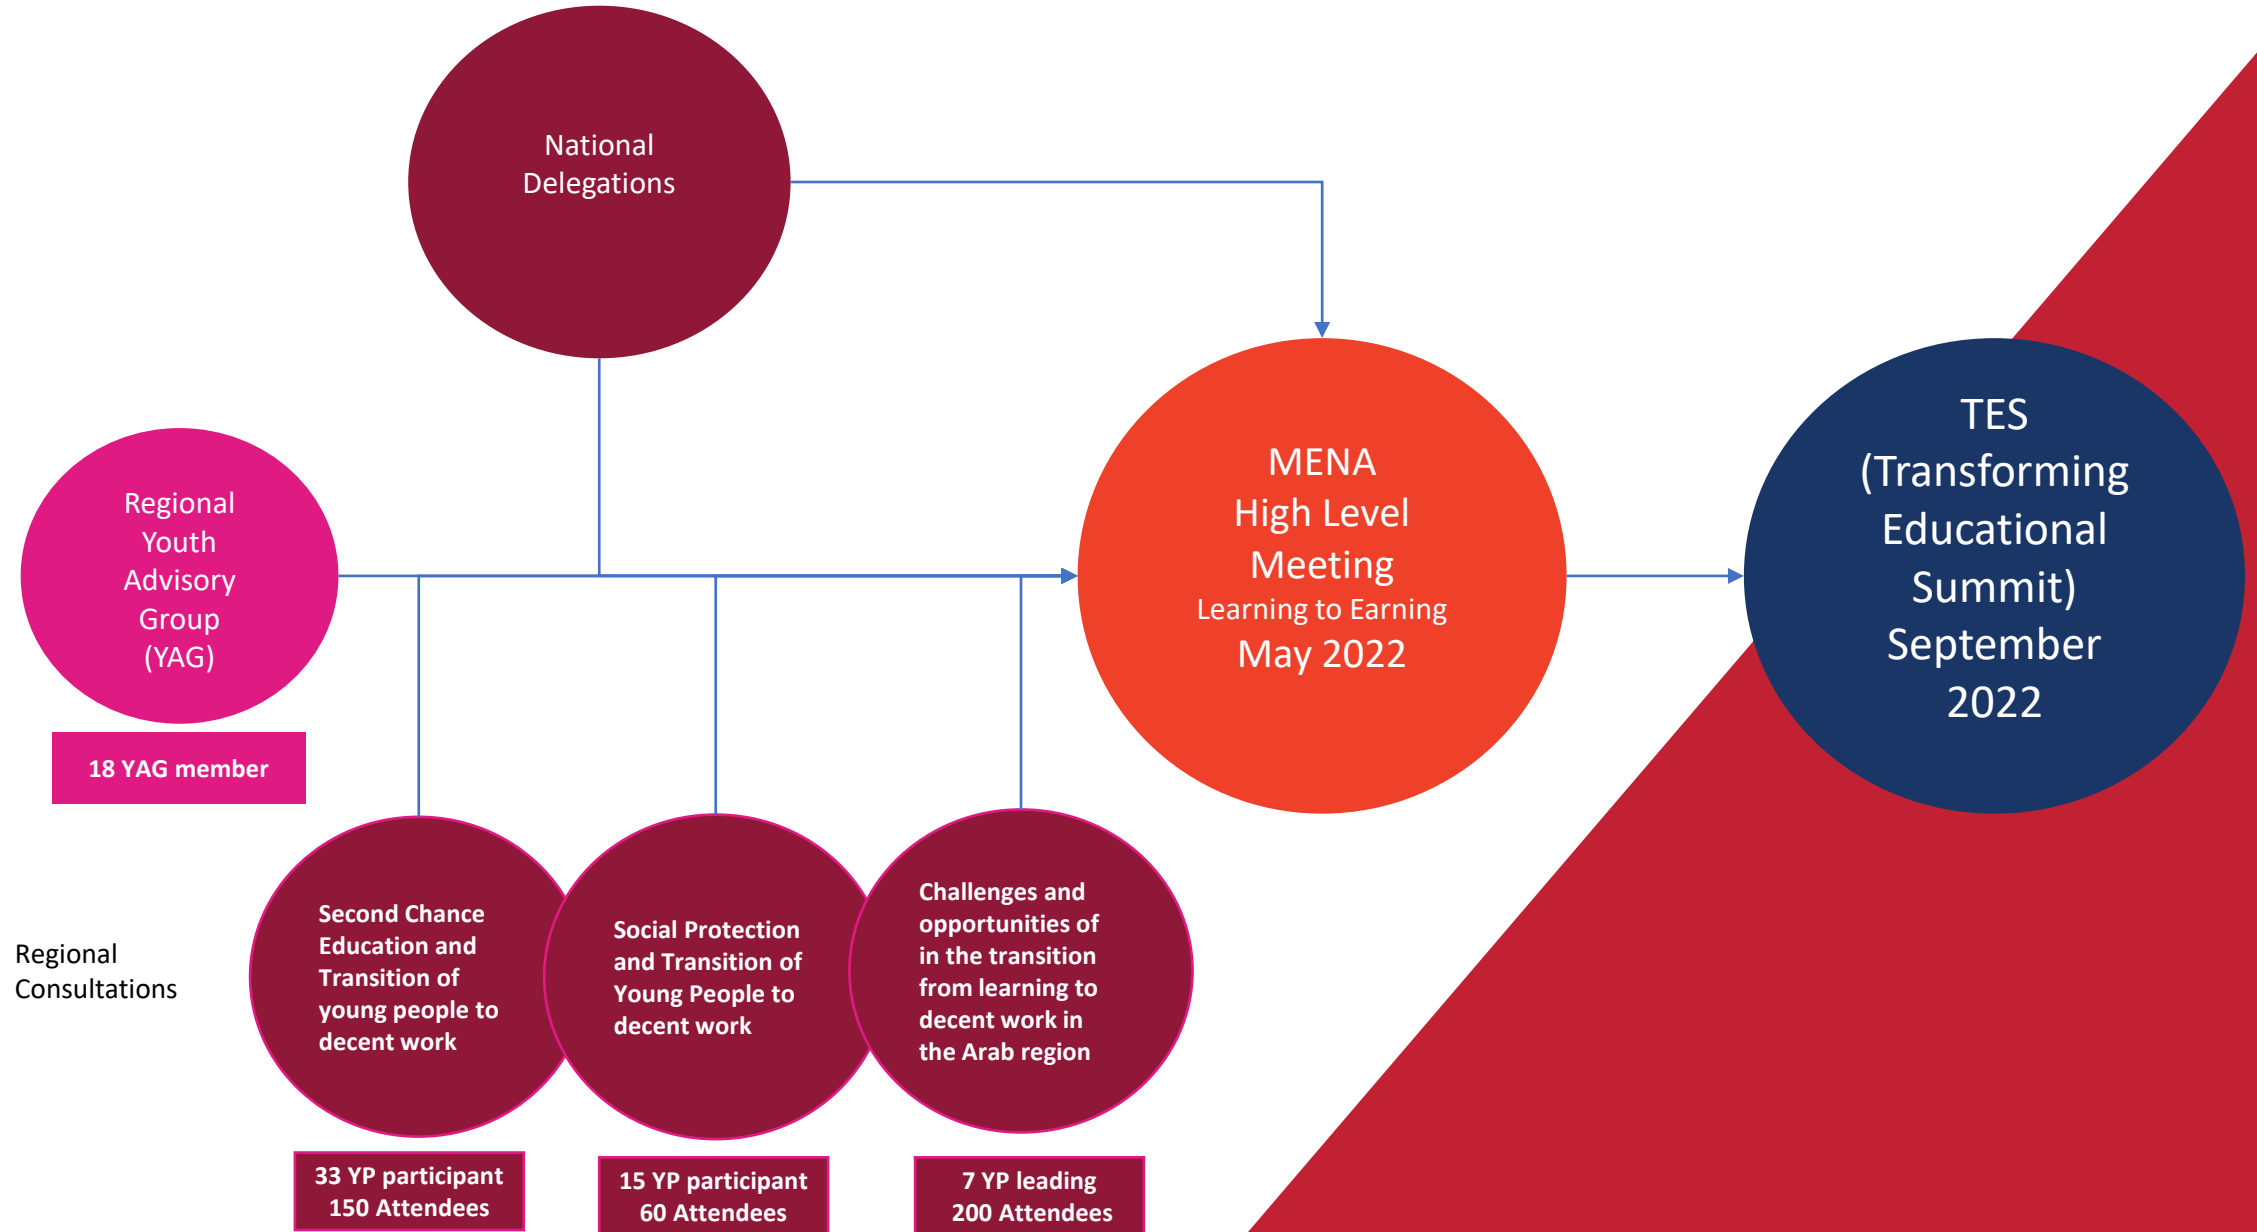 National
Delegations
Regional
Youth
Advisory
Group
(YAG)
18 YAG member
MENA
High Level
Meeting
Learning to Earning
May 2022
TES
(Transforming
Educational
Summit)
September
2022
Regional
Consultations
Second Chance
Education and
Transition of
young people to
decent work
33 YP participant
150 Attendees
Social Protection
and Transition of
Young People to
decent work
15 YP participant
60 Attendees
Challenges and
opportunities of
in the transition
from learning to
decent work in
the Arab region
7 YP leading
200 Attendees